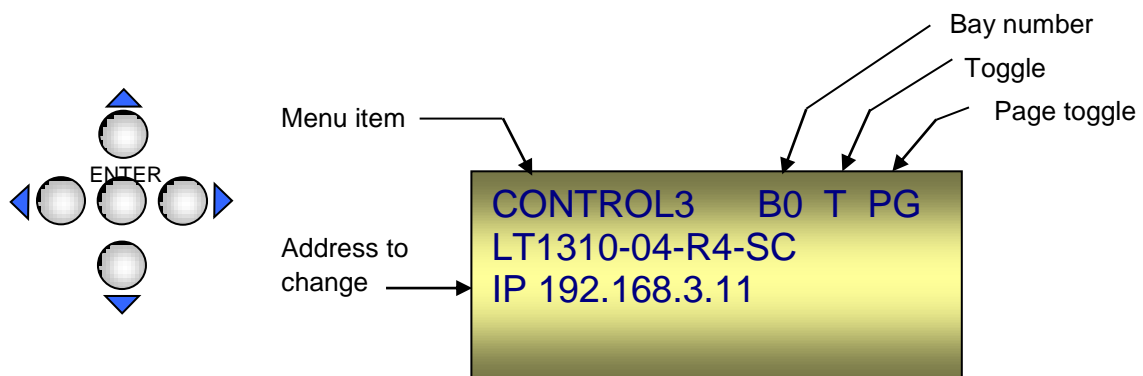 Bay number
Toggle
Page toggle
Menu item
ENTER
CONTROL3 B0 T PG
LT1310-04-R4-SC
Address to
change
IP 192.168.3.11